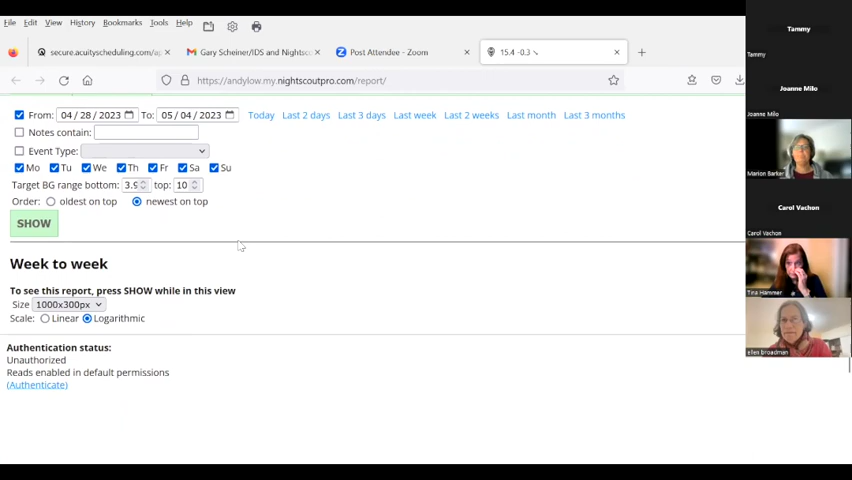 File Edit View History Bookmarks Tools Help
secure.acuityscheduling.com/ap
Gary Scheiner/IDS and Nightsc
Post Attendee - Zoom
15.4 -0.3 ↘
https://andylow.my.nightscoutpro.com/report/
From: 04/28/2023 To: 05/04/2023 Today Last 2 days Last 3 days Last week Last 2 weeks Last month Last 3 months
Notes contain:
Event Type:
Mo Tu We Th Fr Sa Su
Target BG range bottom: 3.9 top: 10
Order: oldest on top newest on top
SHOW
Week to week
To see this report, press SHOW while in this view
Size 1000x300px
Scale: Linear Logarithmic
Authentication status:
Unauthorized
Reads enabled in default permissions
(Authenticate)
Tammy
Tammy
Joanne Milo
Joanne Milo
Marion Barker
Carol Vachon
Carol Vachon
Tina Hammer
ellen broadman